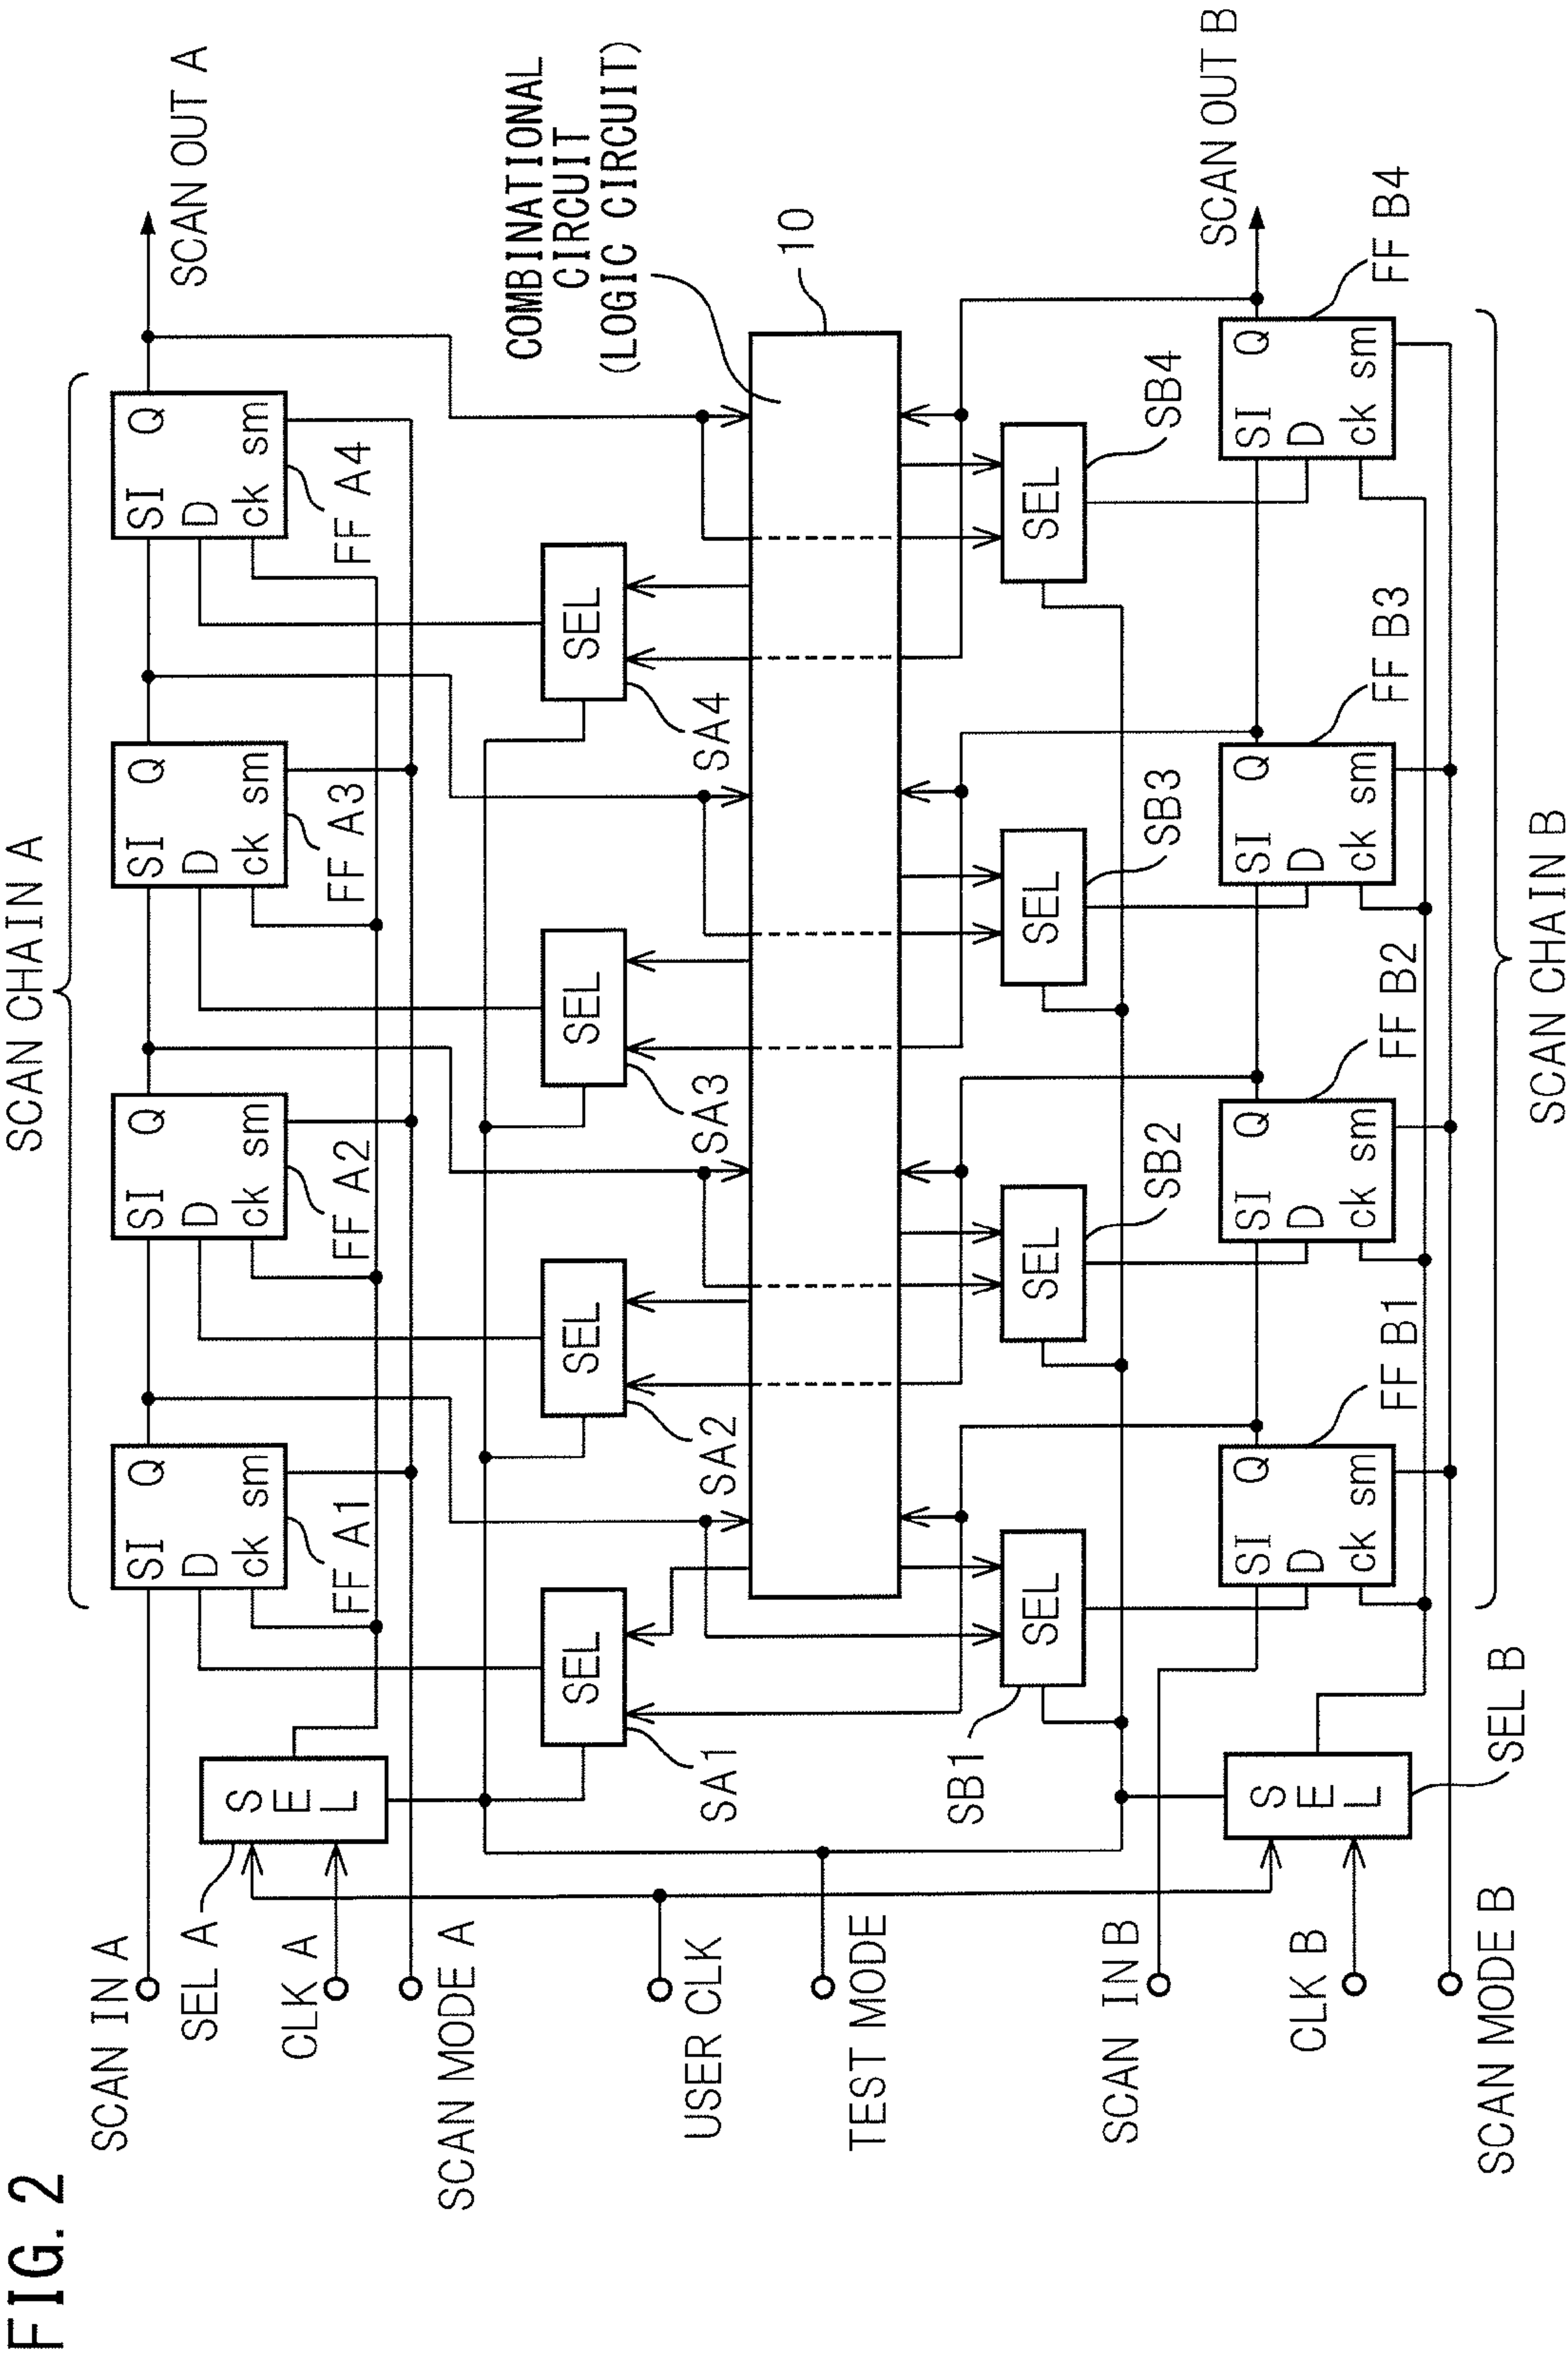 FIG. 2
SCAN CHAIN A
SCAN IN A
SI Q
D
ck sm
FF A1
SI Q
D
ck sm
FF A2
SI Q
D
ck sm
FF A3
SI Q
D
ck sm
FF A4
SCAN OUT A
SEL A
SEL
CLK A
SCAN MODE A
SEL
SA1
SEL
SA2
SEL
SA3
SEL
SA4
COMBINATIONAL
CIRCUIT
(LOGIC CIRCUIT)
10
USER CLK
TEST MODE
SEL
SB1
SEL
SB2
SEL
SB3
SEL
SB4
SCAN IN B
SI Q
D
ck sm
FF B1
SI Q
D
ck sm
FF B2
SI Q
D
ck sm
FF B3
SI Q
D
ck sm
FF B4
SCAN OUT B
SEL
SEL B
CLK B
SCAN MODE B
SCAN CHAIN B